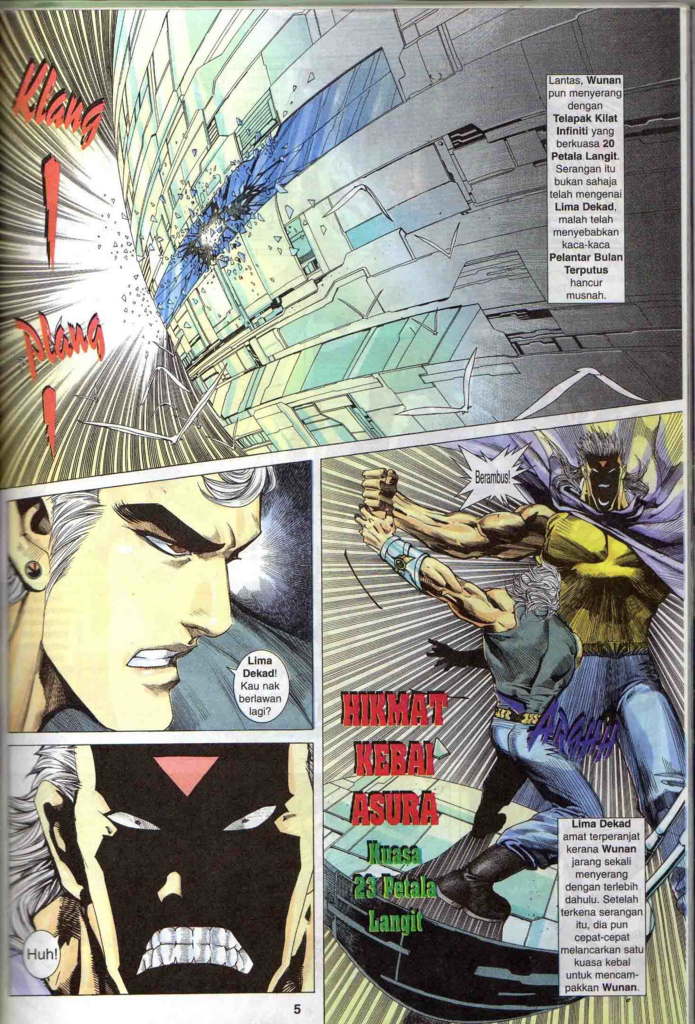 Klang
!
Plang
!
Lantas, Wunan
pun menyerang
dengan
Telapak Kilat
Infiniti yang
berkuasa 20
Petala Langit.
Serangan itu
bukan sahaja
telah mengenai
Lima Dekad,
malah telah
menyebabkan
kaca-kaca
Pelantar Bulan
Terputus
hancur
musnah.
Lima
Dekad!
Kau nak
berlawan
lagi?
Huh!
Berambus!
HIKMAT
KEBAL
ASURA
Kuasa
23 Petala
Langit
ARGHH
Lima Dekad
amat terperanjat
kerana Wunan
jarang sekali
menyerang
dengan terlebih
dahulu. Setelah
terkena serangan
itu, dia pun
cepat-cepat
melancarkan satu
kuasa kebal
untuk mencam-
pakkan Wunan.
5